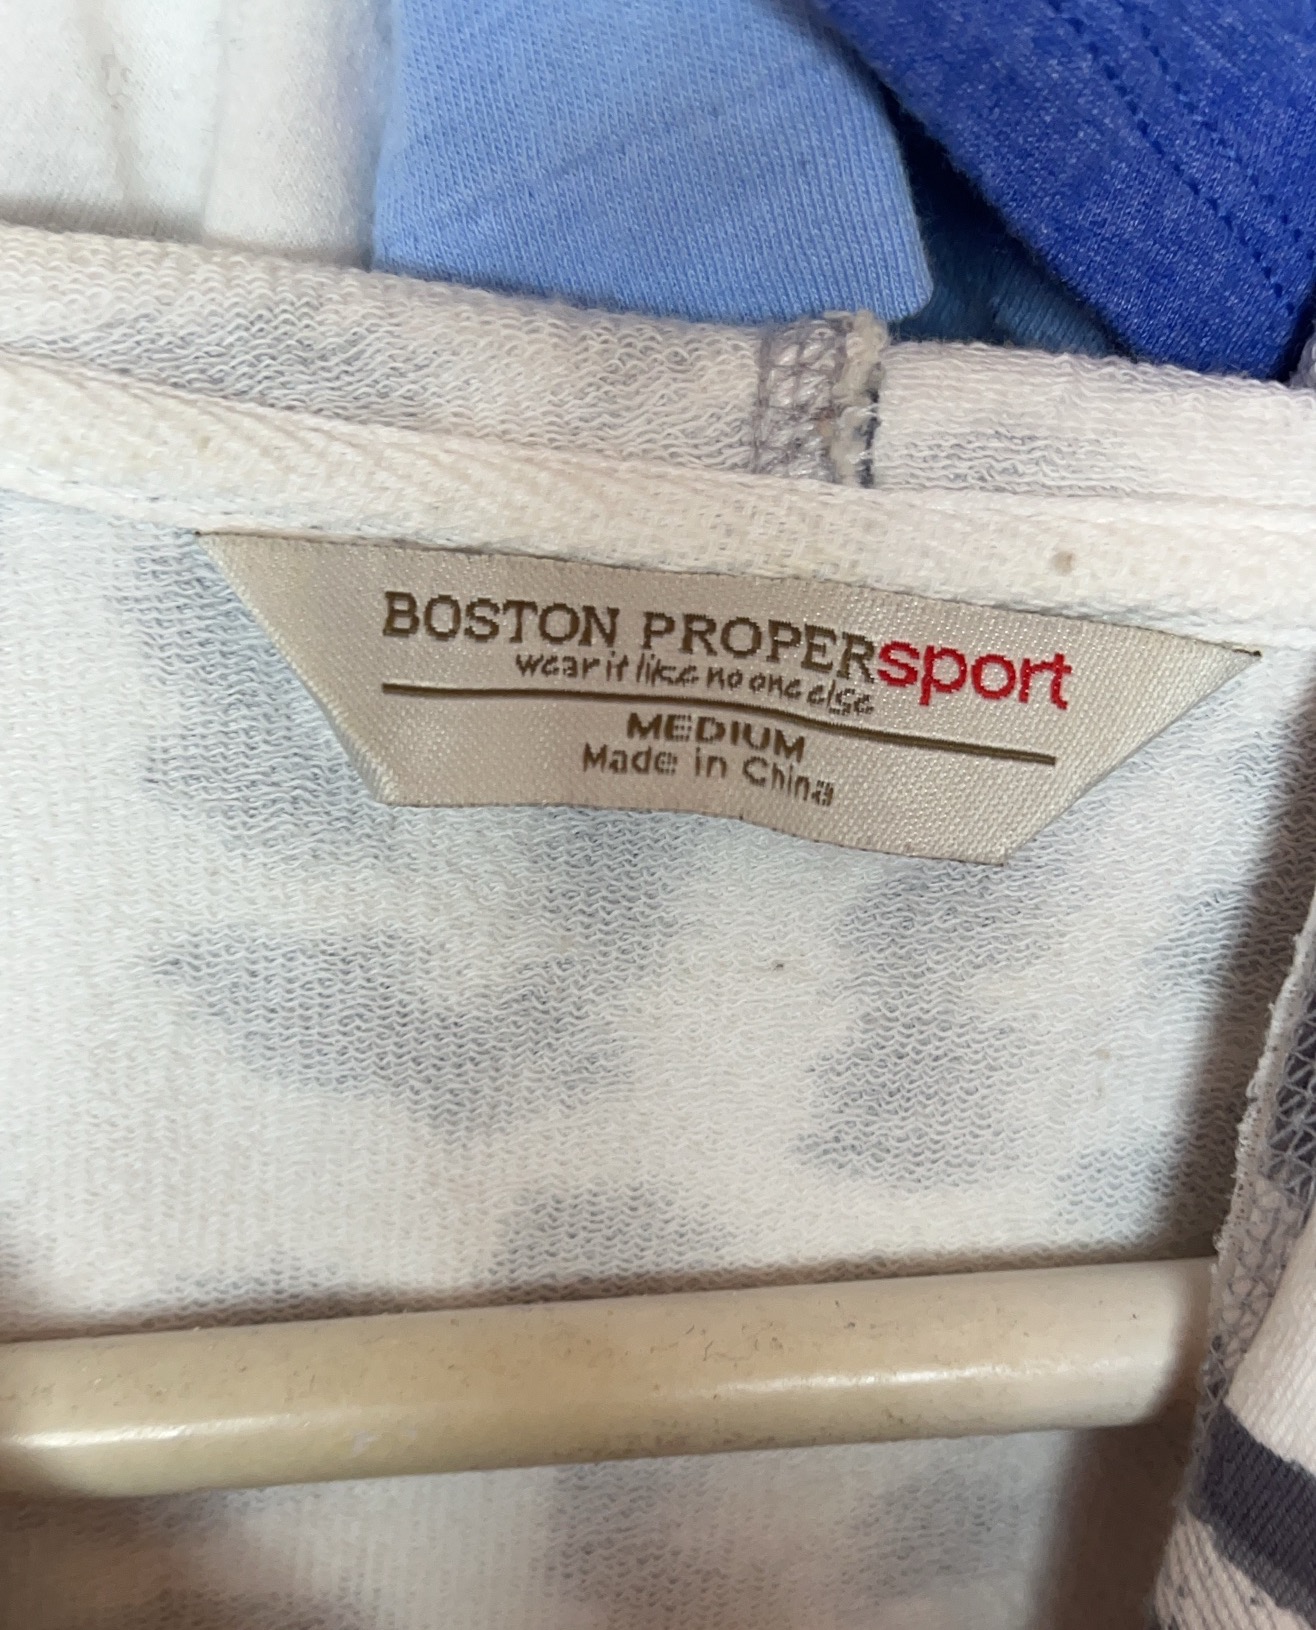 BOSTON PROPERsport
wear it like no one else
MEDIUM
Made in China